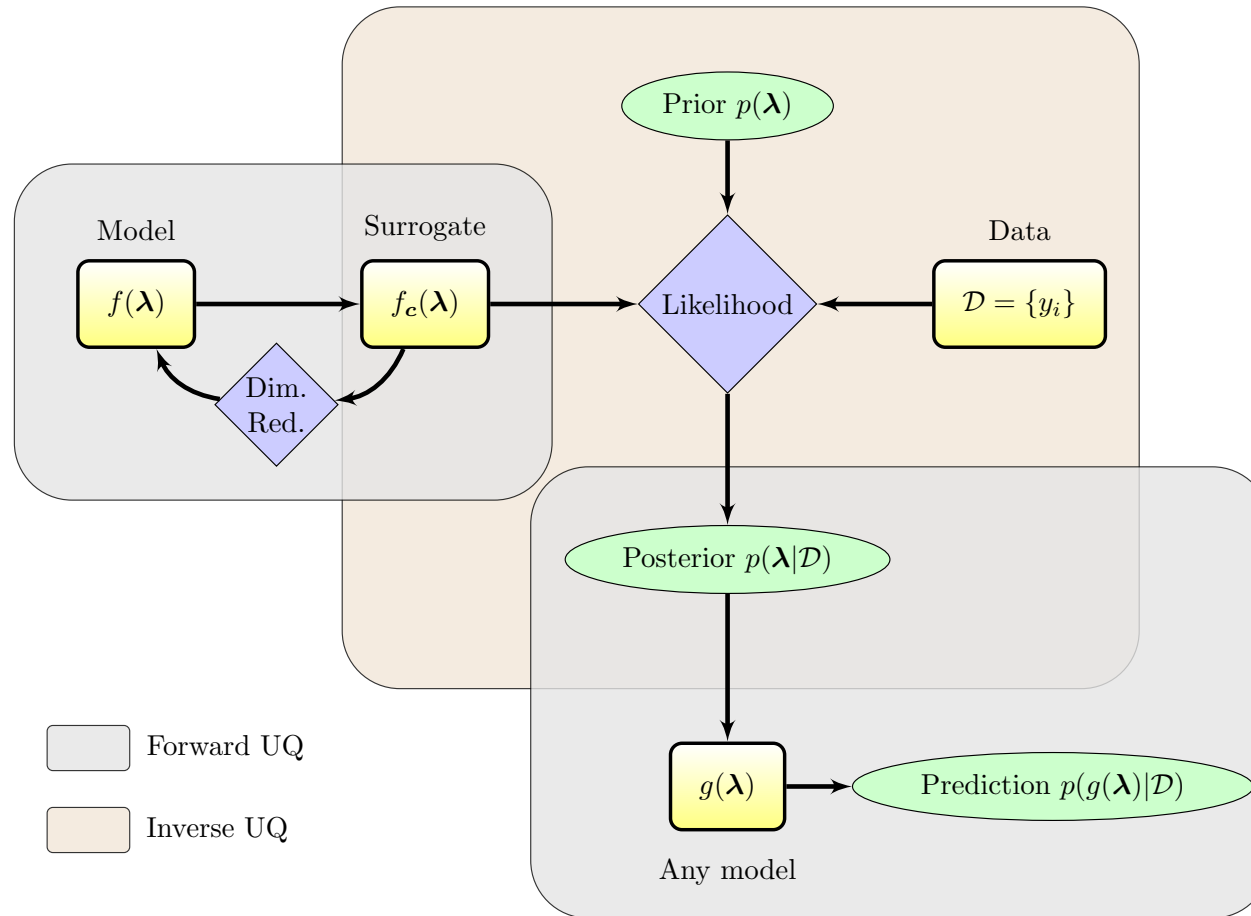 Prior p(λ)
Model
Surrogate
Data
f(λ)
f_c(λ)
Likelihood
𝒟 = {y_i}
Dim.
Red.
Posterior p(λ|𝒟)
Forward UQ
g(λ)
Prediction p(g(λ)|𝒟)
Inverse UQ
Any model